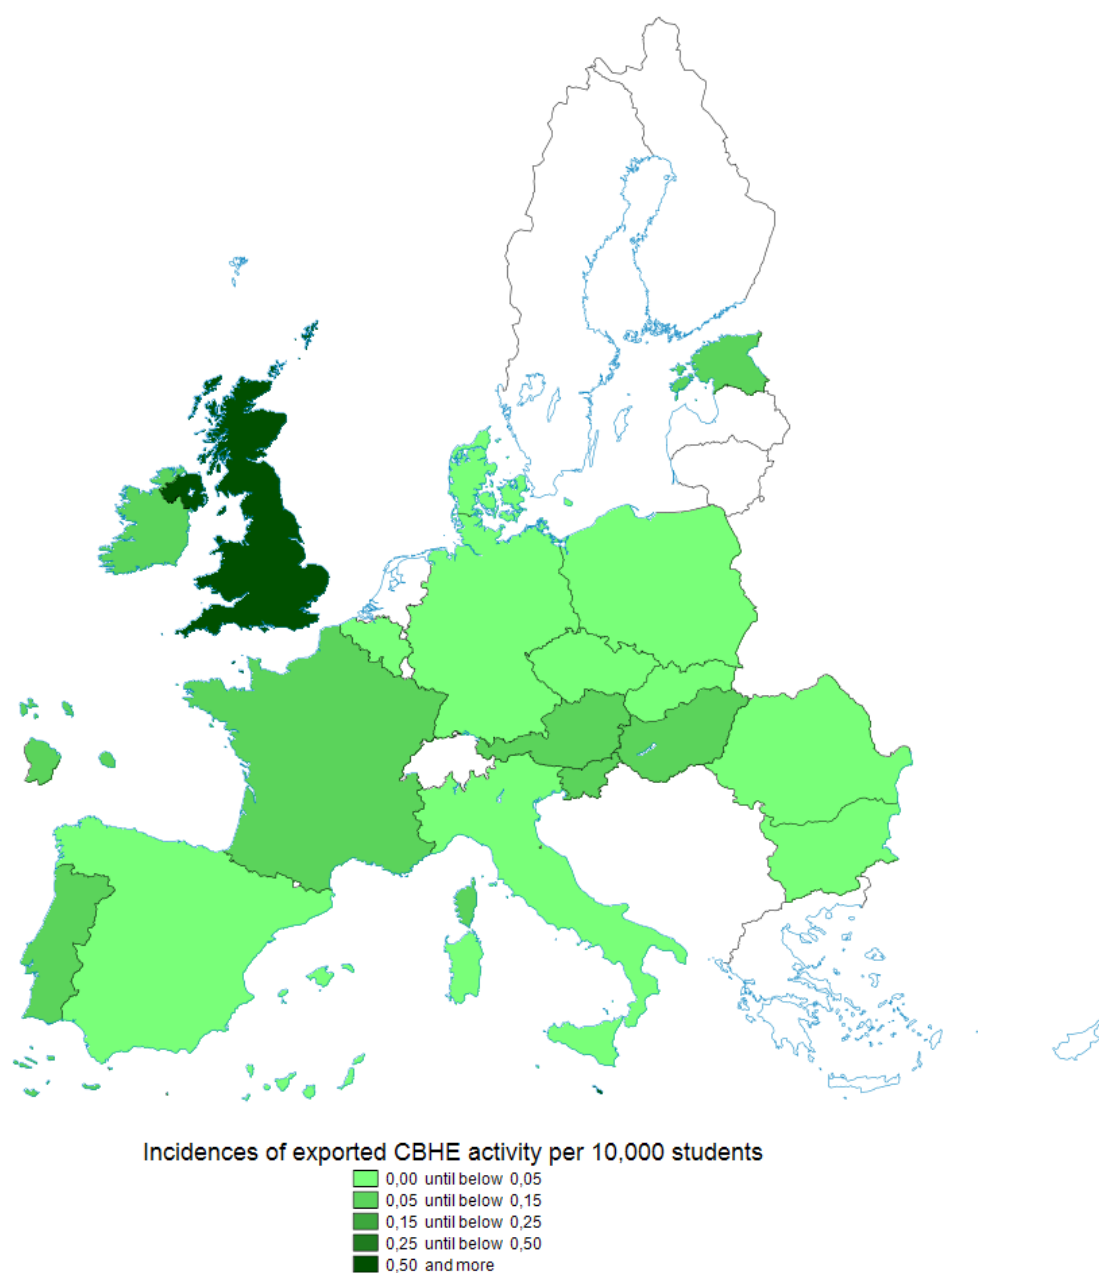 Incidences of exported CBHE activity per 10,000 students
0,00 until below 0,05
0,05 until below 0,15
0,15 until below 0,25
0,25 until below 0,50
0,50 and more